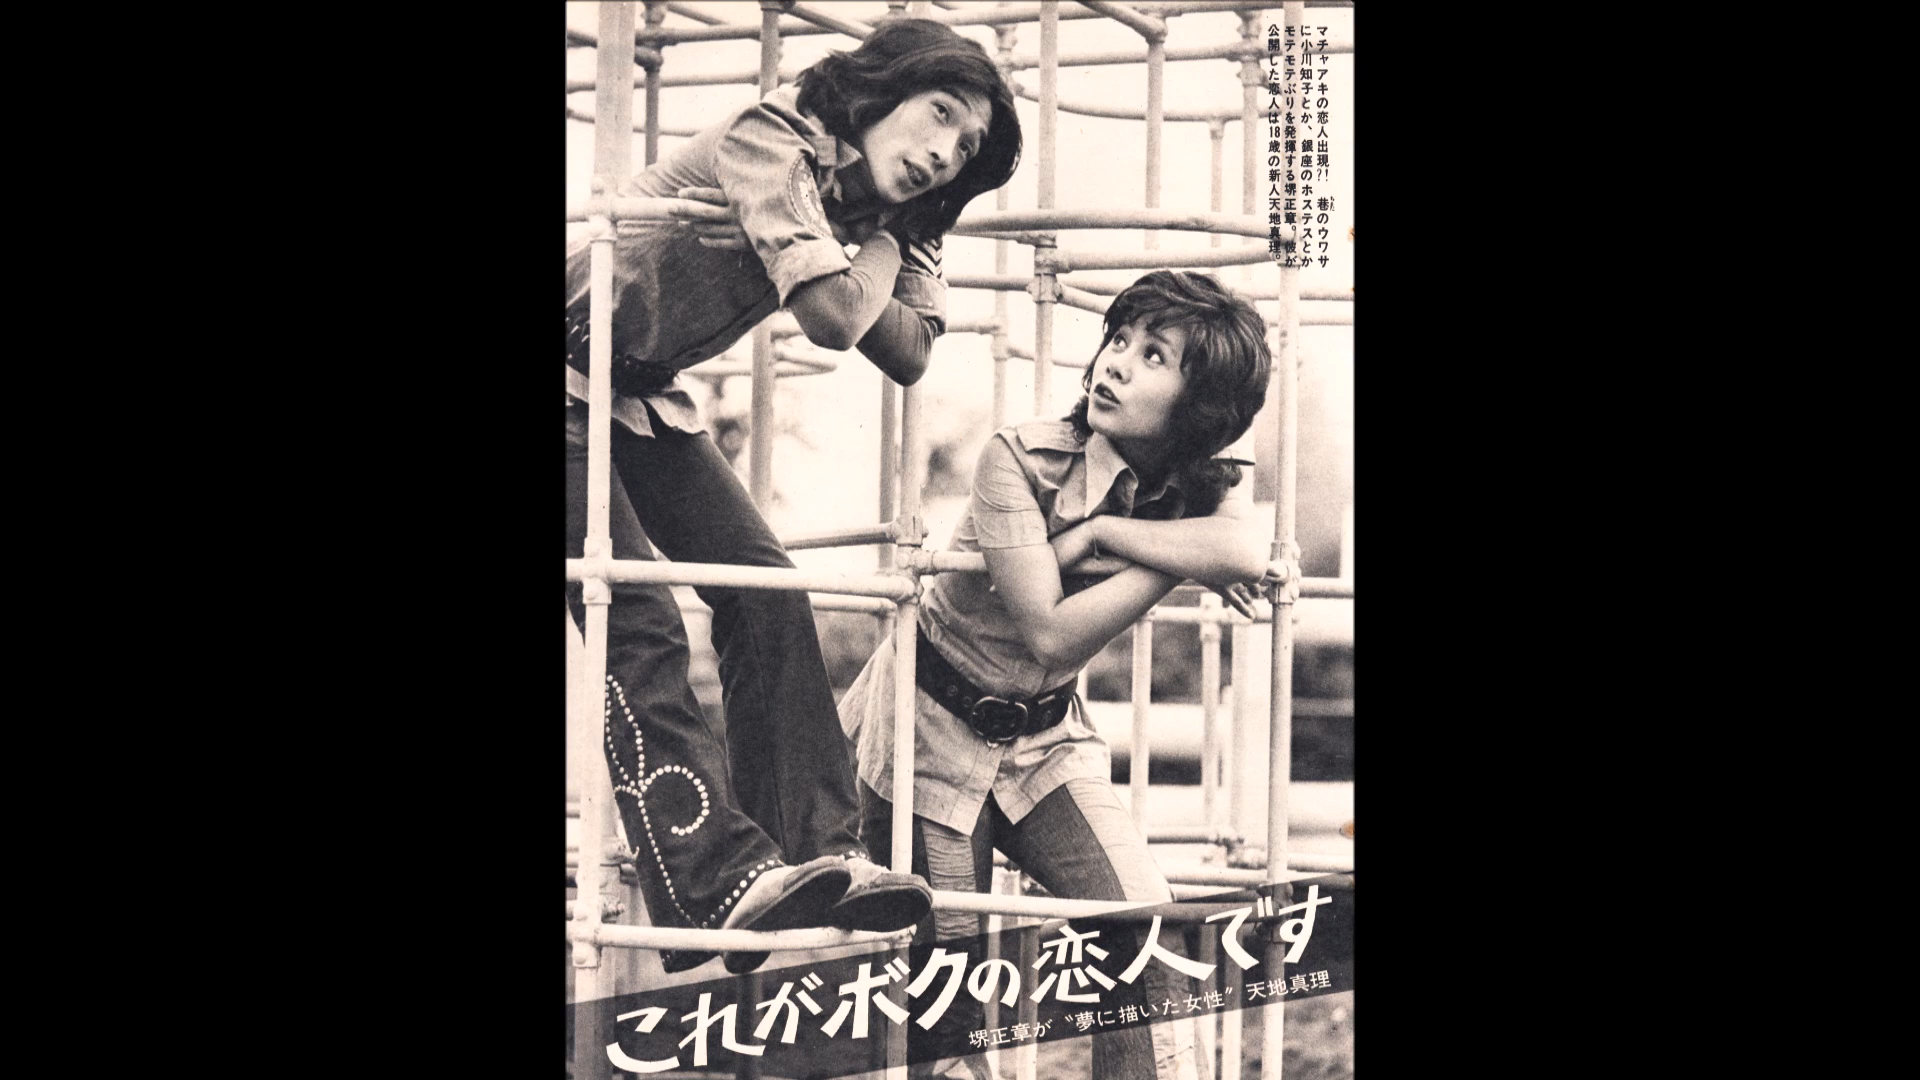 マチャアキの恋人出現?! 巷のウワサ
に小川知子とか、銀座のホステスとか
モテモテぶりを発揮する堺正章。彼が
公開した恋人は18歳の新人天地真理。
これがボクの恋人です
堺正章が〝夢に描いた女性〟天地真理